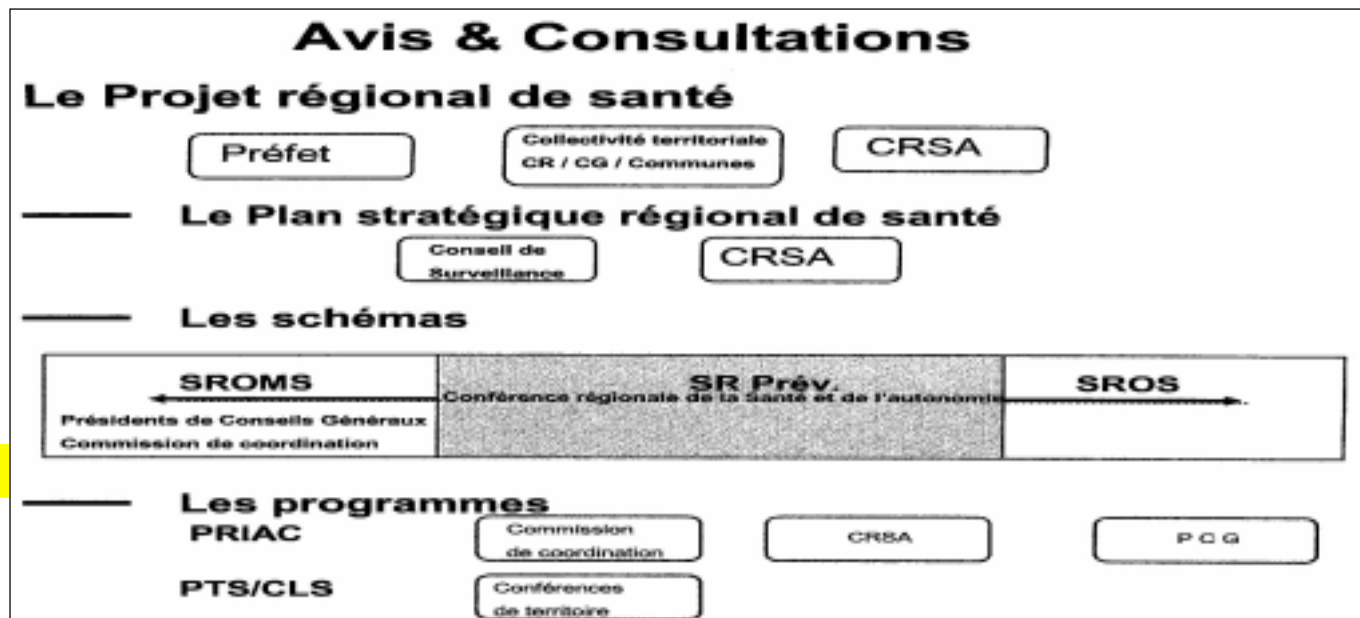 Avis & Consultations
Le Projet régional de santé
Préfet
Collectivité territoriale
CR / CG / Communes
CRSA
Le Plan stratégique régional de santé
Conseil de
Surveillance
CRSA
Les schémas
SROMS
SR Prév.
SROS
Conférence régionale de la Santé et de l'autonomie
Présidents de Conseils Généraux
Commission de coordination
Les programmes
PRIAC
Commission
de coordination
CRSA
P C G
PTS/CLS
Conférences
de territoire